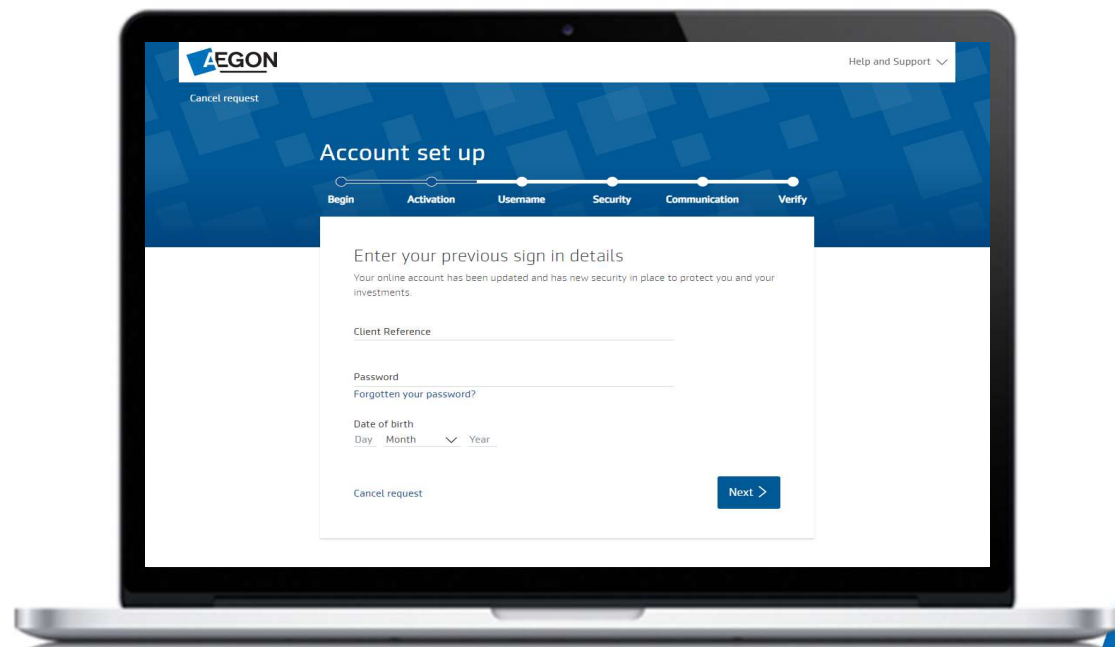 AEGON
Help and Support
Cancel request
Account set up
Begin Activation Username Security Communication Verify
Enter your previous sign in details
Your online account has been updated and has new security in place to protect you and your
investments.
Client Reference
Password
Forgotten your password?
Date of birth
Day Month Year
Cancel request
Next